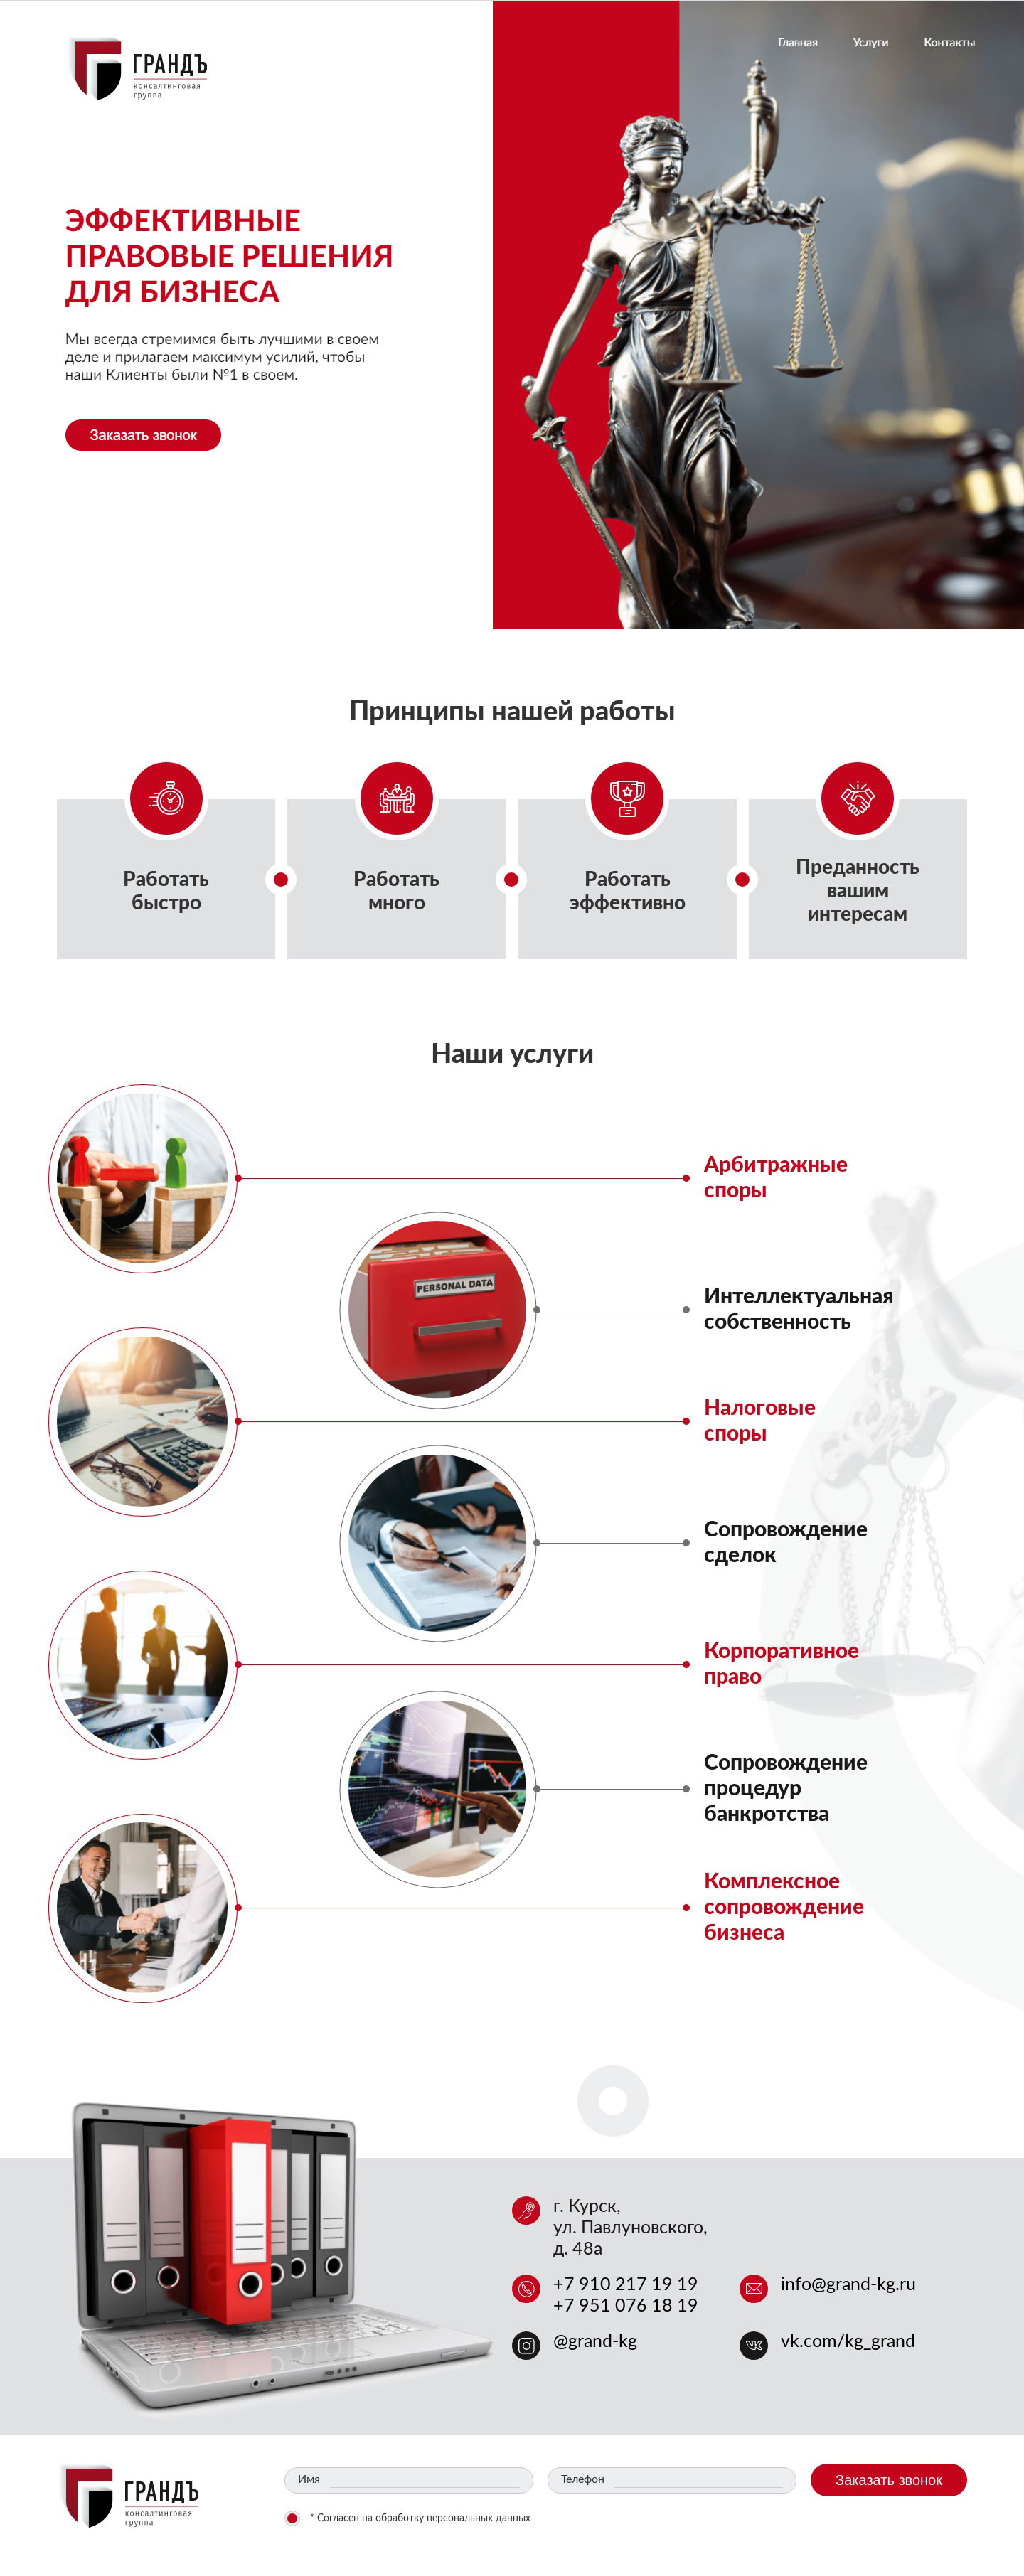 Главная Услуги Контакты
ГРАНДЪ
консалтинговая
группа
ЭФФЕКТИВНЫЕ
ПРАВОВЫЕ РЕШЕНИЯ
ДЛЯ БИЗНЕСА
Мы всегда стремимся быть лучшими в своем
деле и прилагаем максимум усилий, чтобы
наши Клиенты были №1 в своем.
Заказать звонок
Принципы нашей работы
Работать
быстро
Работать
много
Работать
эффективно
Преданность
вашим
интересам
Наши услуги
Арбитражные
споры
PERSONAL DATA
Интеллектуальная
собственность
Налоговые
споры
Сопровождение
сделок
Корпоративное
право
Сопровождение
процедур
банкротства
Комплексное
сопровождение
бизнеса
г. Курск,
ул. Павлуновского,
д. 48а
+7 910 217 19 19
+7 951 076 18 19
info@grand-kg.ru
@grand-kg
vk.com/kg_grand
ГРАНДЪ
консалтинговая
группа
Имя
Телефон
Заказать звонок
* Согласен на обработку персональных данных